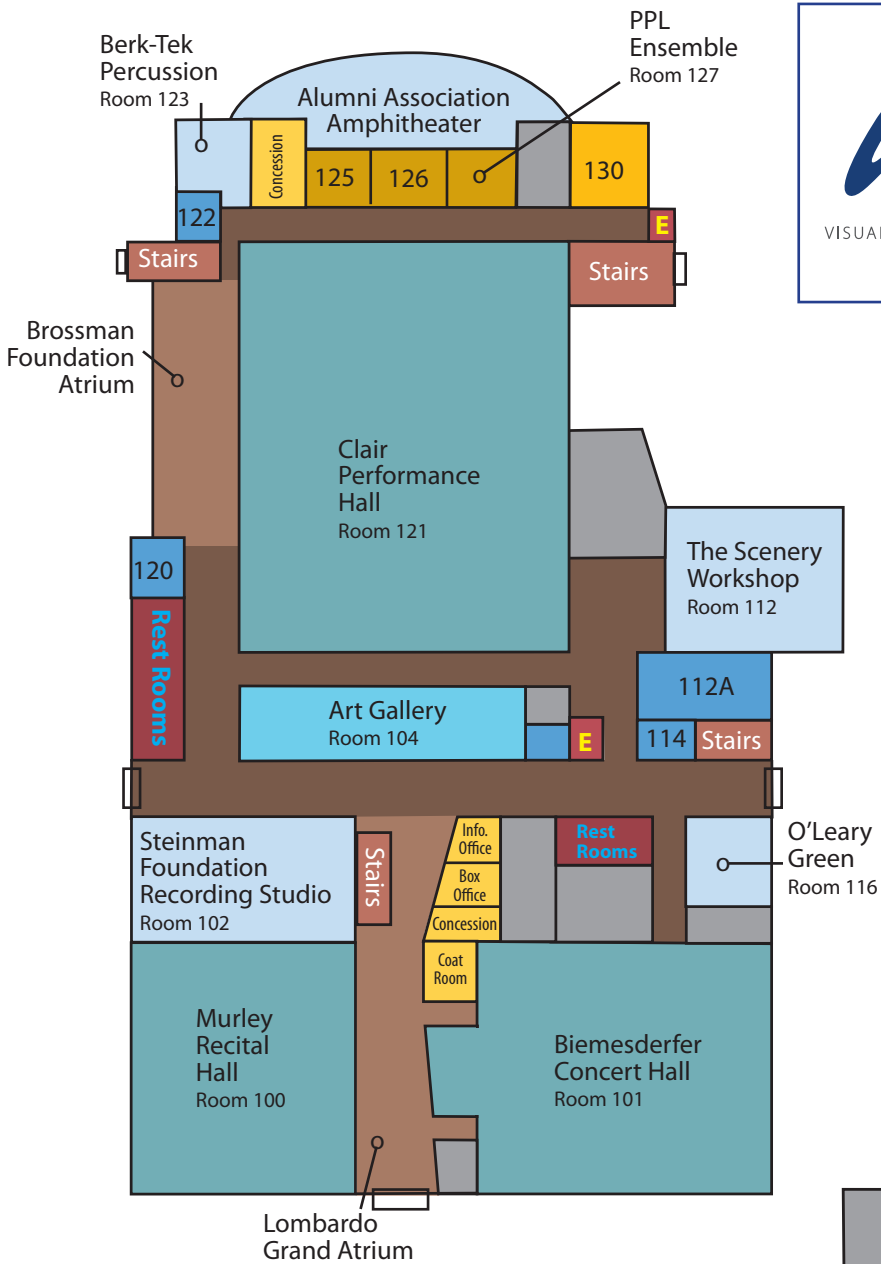 Berk-Tek
Percussion
Room 123
PPL
Ensemble
Room 127
Alumni Association
Amphitheater
Concession
125
126
130
122
E
Stairs
Stairs
VISUAL
Brossman
Foundation
Atrium
Clair
Performance
Hall
Room 121
The Scenery
Workshop
Room 112
120
Rest Rooms
112A
Art Gallery
Room 104
E
114
Stairs
Steinman
Foundation
Recording Studio
Room 102
Stairs
Info.
Office
Box
Office
Concession
Coat
Room
Rest
Rooms
O'Leary
Green
Room 116
Murley
Recital
Hall
Room 100
Biemesderfer
Concert Hall
Room 101
Lombardo
Grand Atrium